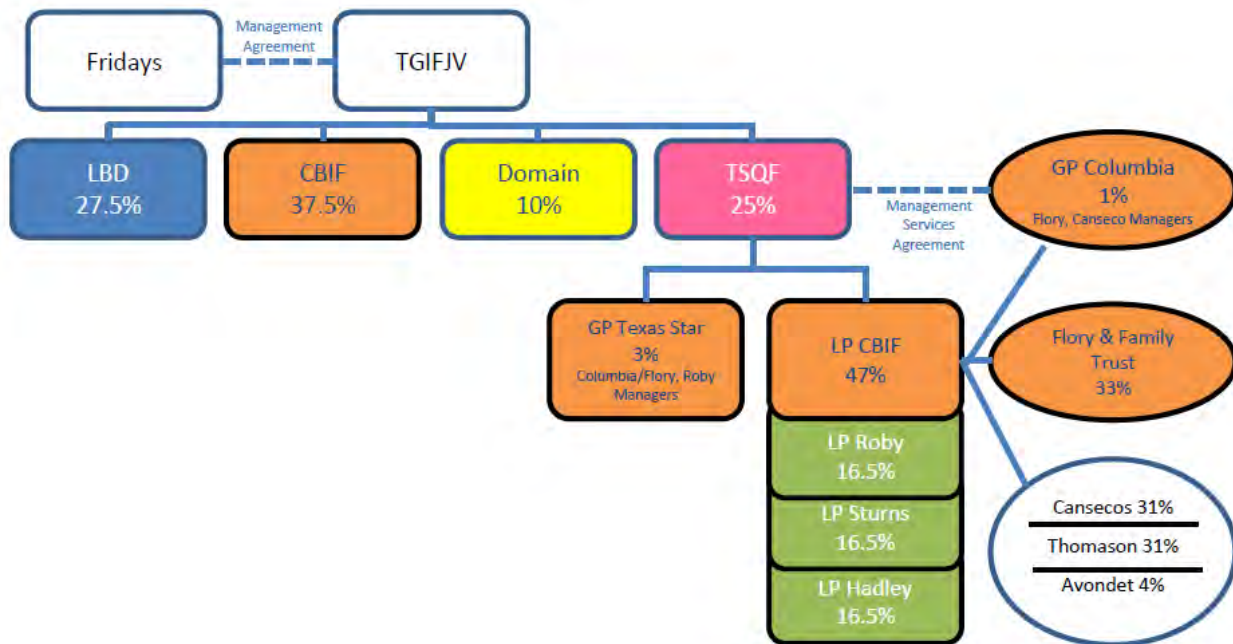 Management
Agreement
Fridays
TGIFJV
LBD
27.5%
CBIF
37.5%
Domain
10%
TSQF
25%
Management
Services
Agreement
GP Columbia
1%
Flory, Canseco Managers
GP Texas Star
3%
Columbia/Flory, Roby
Managers
LP CBIF
47%
Flory & Family
Trust
33%
LP Roby
16.5%
LP Sturns
16.5%
LP Hadley
16.5%
Cansecos 31%
Thomason 31%
Avondet 4%